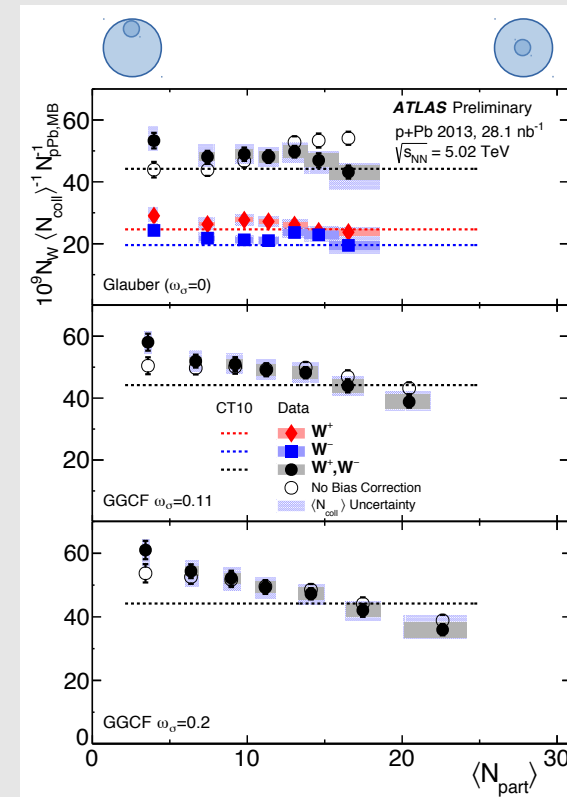 10⁹N_W ⟨N_coll⟩⁻¹ N⁻¹_pPb,MB
ATLAS Preliminary
p+Pb 2013, 28.1 nb⁻¹
√s_NN = 5.02 TeV
60
40
20
Glauber (ω_σ=0)
60
40
20
CT10 Data
W⁺
W⁻
W⁺,W⁻
No Bias Correction
⟨N_coll⟩ Uncertainty
GGCF ω_σ=0.11
60
40
20
0
GGCF ω_σ=0.2
0 10 20 30
⟨N_part⟩